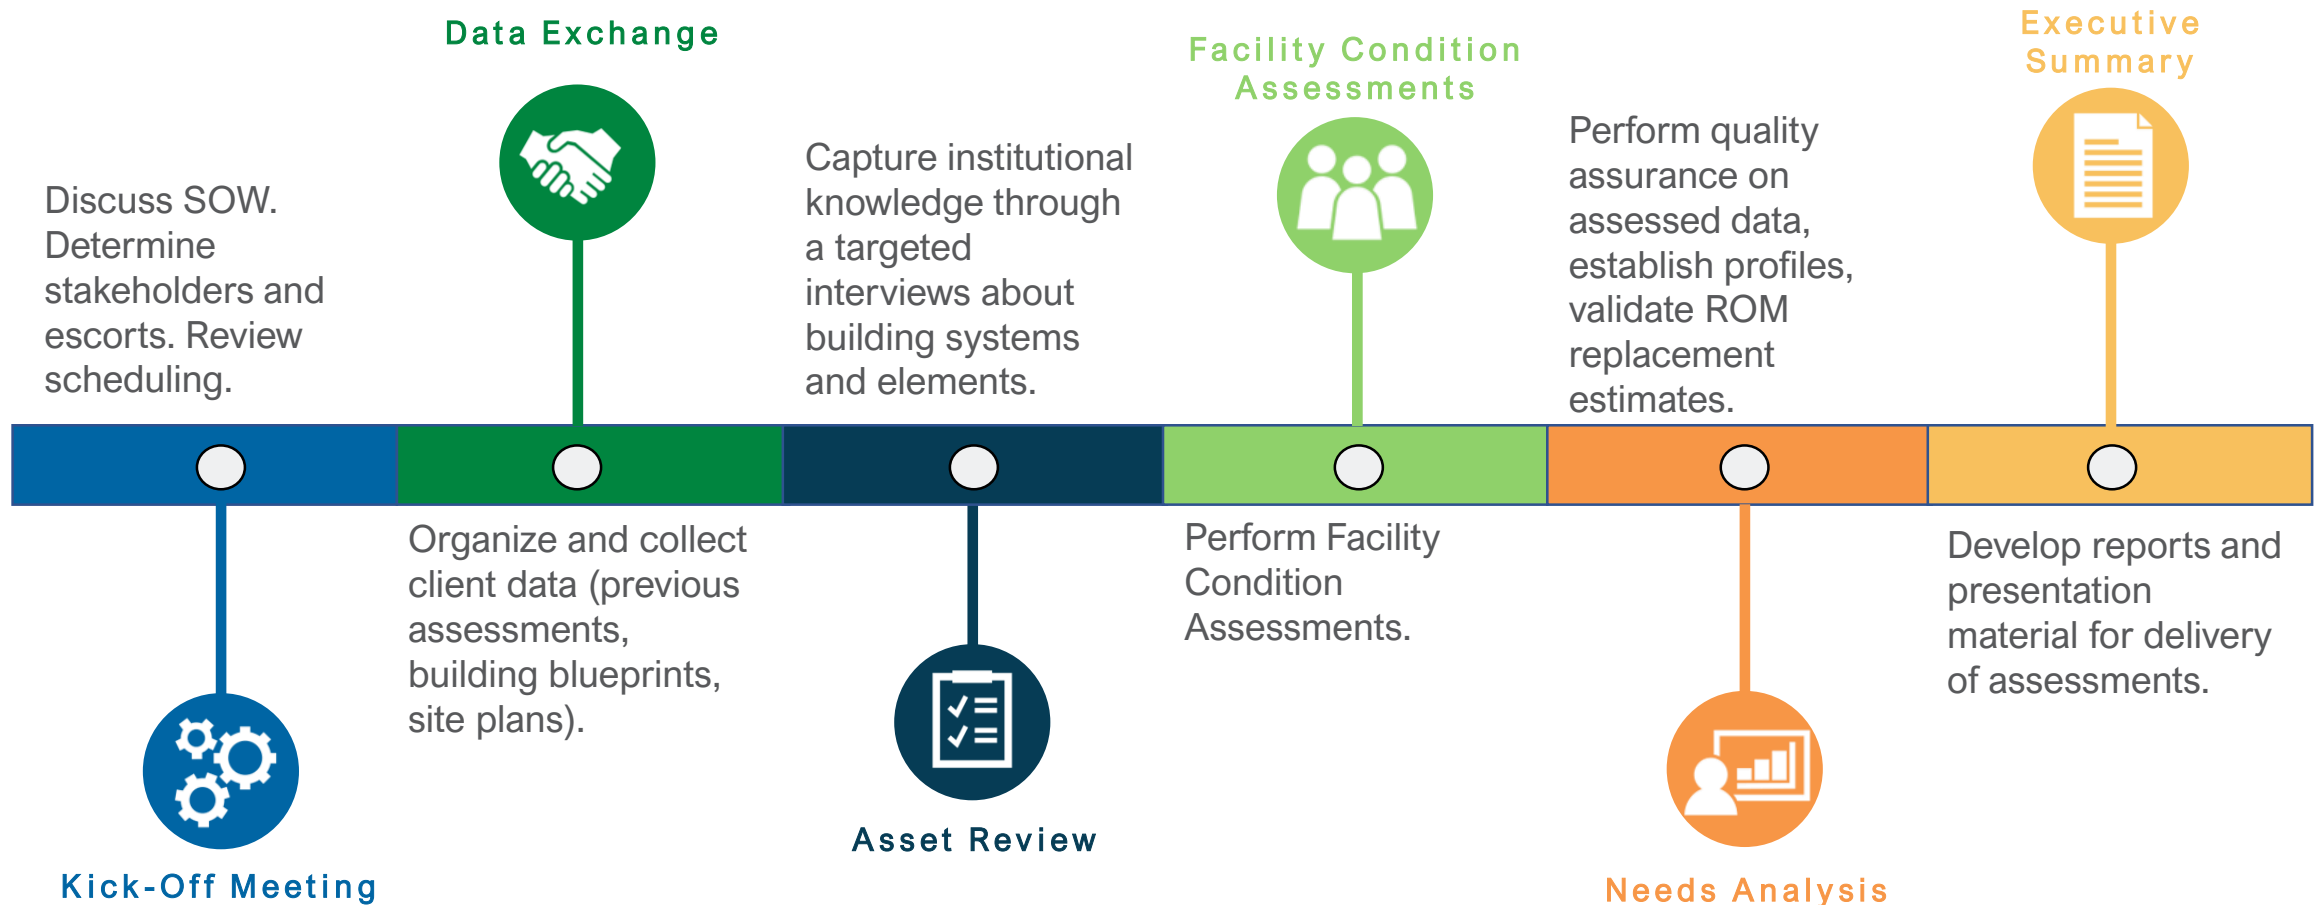 Data Exchange
Facility Condition
Assessments
Executive
Summary
Discuss SOW.
Determine
stakeholders and
escorts. Review
scheduling.
Capture institutional
knowledge through
a targeted
interviews about
building systems
and elements.
Perform quality
assurance on
assessed data,
establish profiles,
validate ROM
replacement
estimates.
Organize and collect
client data (previous
assessments,
building blueprints,
site plans).
Perform Facility
Condition
Assessments.
Develop reports and
presentation
material for delivery
of assessments.
Kick-Off Meeting
Asset Review
Needs Analysis